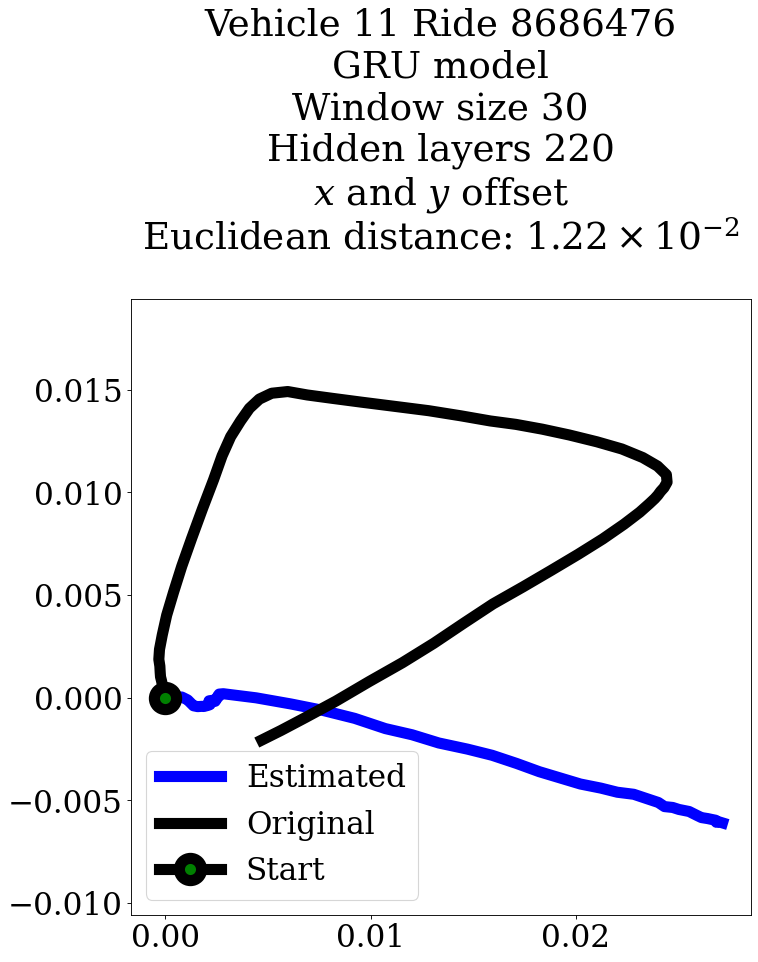 Vehicle 11 Ride 8686476
GRU model
Window size 30
Hidden layers 220
x and y offset
Euclidean distance: 1.22 × 10⁻²
0.015
0.010
0.005
0.000
−0.005
−0.010
Estimated
Original
Start
0.00 0.01 0.02